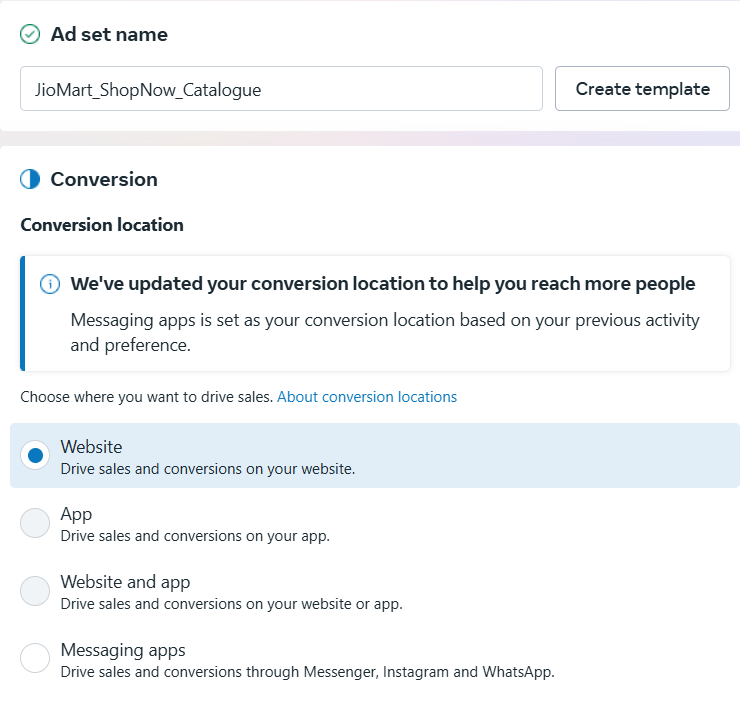 Ad set name
JioMart_ShopNow_Catalogue
Create template
Conversion
Conversion location
We've updated your conversion location to help you reach more people
Messaging apps is set as your conversion location based on your previous activity
and preference.
Choose where you want to drive sales. About conversion locations
Website
Drive sales and conversions on your website.
App
Drive sales and conversions on your app.
Website and app
Drive sales and conversions on your website or app.
Messaging apps
Drive sales and conversions through Messenger, Instagram and WhatsApp.